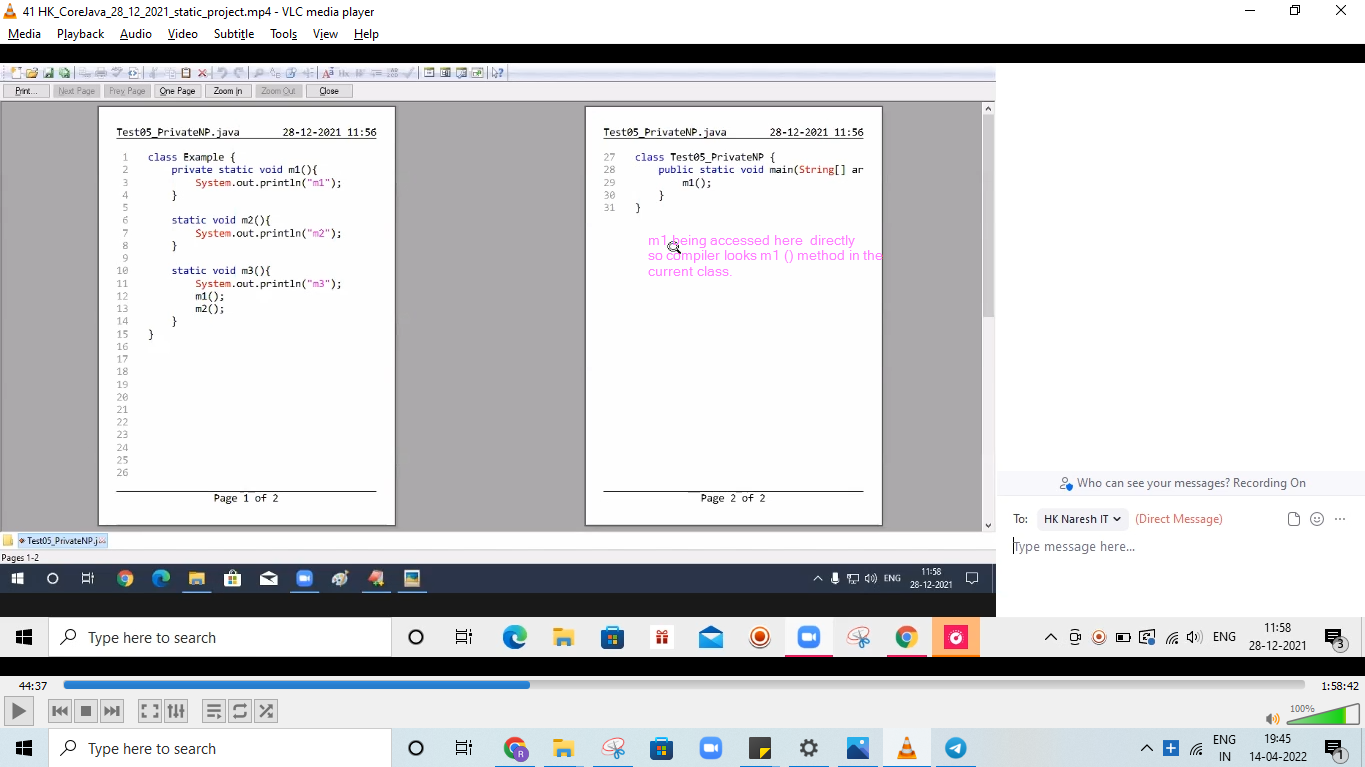 41 HK_CoreJava_28_12_2021_static_project.mp4 - VLC media player
Media Playback Audio Video Subtitle Tools View Help
Print... Next Page Prev Page One Page Zoom In Zoom Out Close
Test05_PrivateNP.java 28-12-2021 11:56
1 class Example {
2 private static void m1(){
3 System.out.println("m1");
4 }
5
6 static void m2(){
7 System.out.println("m2");
8 }
9
10 static void m3(){
11 System.out.println("m3");
12 m1();
13 m2();
14 }
15 }
16
17
18
19
20
21
22
23
24
25
26
Page 1 of 2
Test05_PrivateNP.java 28-12-2021 11:56
27 class Test05_PrivateNP {
28 public static void main(String[] ar
29 m1();
30 }
31 }
m1 being accessed here directly
so compiler looks m1 () method in the
current class.
Page 2 of 2
Who can see your messages? Recording On
To: HK Naresh IT (Direct Message)
Type message here...
Test05_PrivateNP.j
Pages 1-2
ENG 11:58
28-12-2021
Type here to search
ENG 11:58
28-12-2021
3
44:37 1:58:42
100%
Type here to search
R
ENG 19:45
IN 14-04-2022
1